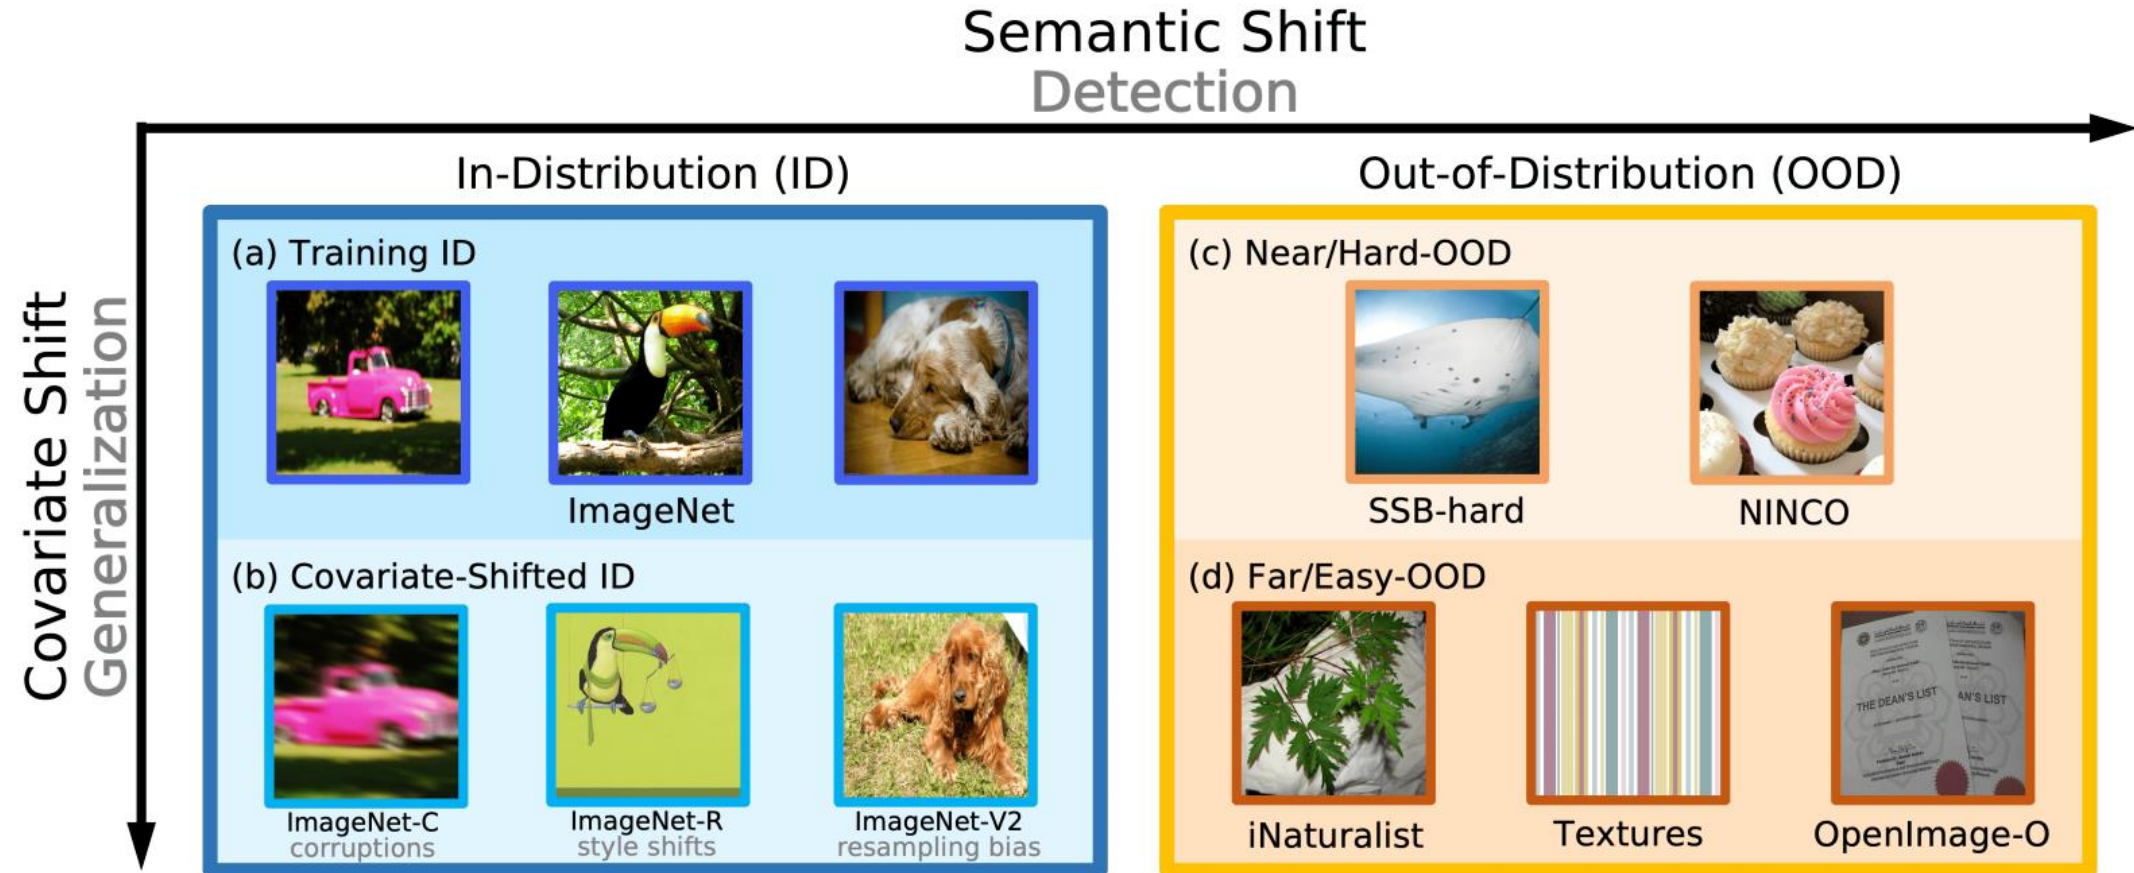 Semantic Shift
Detection
Covariate Shift
Generalization
In-Distribution (ID)
(a) Training ID
ImageNet
(b) Covariate-Shifted ID
ImageNet-C
corruptions
ImageNet-R
style shifts
ImageNet-V2
resampling bias
Out-of-Distribution (OOD)
(c) Near/Hard-OOD
SSB-hard
NINCO
(d) Far/Easy-OOD
iNaturalist
Textures
THE DEAN'S LIST
AN'S LIST
OpenImage-O